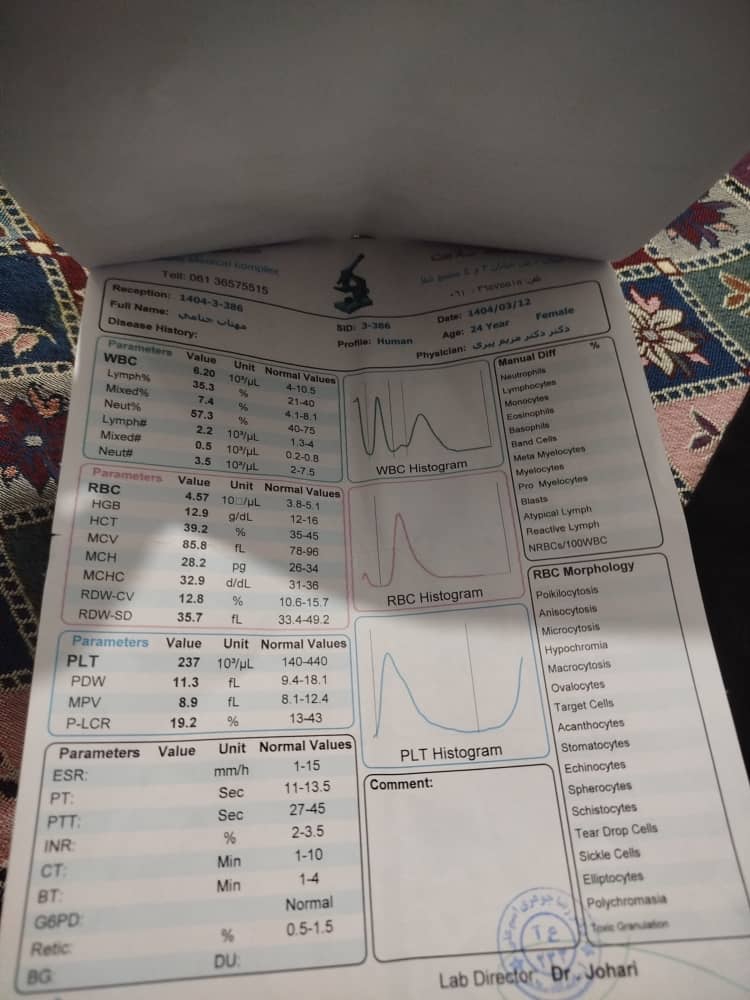 Medical complex
Tell: 061 36575515
Reception: 1404-3-386
Full Name: مهتاب
Disease History:
SID: 3-386
Profile: Human
Date: 1404/03/12
Age: 24 Year Female
Physician: دکتر دکتر مریم پیری
Parameters Value Unit Normal Values
WBC 6.20 10³/µL 4-10.5
Lymph% 35.3 % 21-40
Mixed% 7.4 % 4.1-8.1
Neut% 57.3 % 40-75
Lymph# 2.2 10³/µL 1.3-4
Mixed# 0.5 10³/µL 0.2-0.8
Neut# 3.5 10³/µL 2-7.5
WBC Histogram
Parameters Value Unit Normal Values
RBC 4.57 10□/µL 3.8-5.1
HGB 12.9 g/dL 12-16
HCT 39.2 % 35-45
MCV 85.8 fL 78-96
MCH 28.2 pg 26-34
MCHC 32.9 d/dL 31-36
RDW-CV 12.8 % 10.6-15.7
RDW-SD 35.7 fL 33.4-49.2
RBC Histogram
Parameters Value Unit Normal Values
PLT 237 10³/µL 140-440
PDW 11.3 fL 9.4-18.1
MPV 8.9 fL 8.1-12.4
P-LCR 19.2 % 13-43
PLT Histogram
Parameters Value Unit Normal Values
ESR: mm/h 1-15
PT: Sec 11-13.5
PTT: Sec 27-45
INR: % 2-3.5
CT: Min 1-10
BT: Min 1-4
G6PD: Normal
Retic: % 0.5-1.5
BG: DU:
Comment:
Manual Diff %
Neutrophils
Lymphocytes
Monocytes
Eosinophils
Basophils
Band Cells
Meta Myelocytes
Myelocytes
Pro Myelocytes
Blasts
Atypical Lymph
Reactive Lymph
NRBCs/100WBC
RBC Morphology
Poikilocytosis
Anisocytosis
Microcytosis
Hypochromia
Macrocytosis
Ovalocytes
Target Cells
Acanthocytes
Stomatocytes
Echinocytes
Spherocytes
Schistocytes
Tear Drop Cells
Sickle Cells
Elliptocytes
Polychromasia
Toxic Granulation
Lab Director Dr. Johari